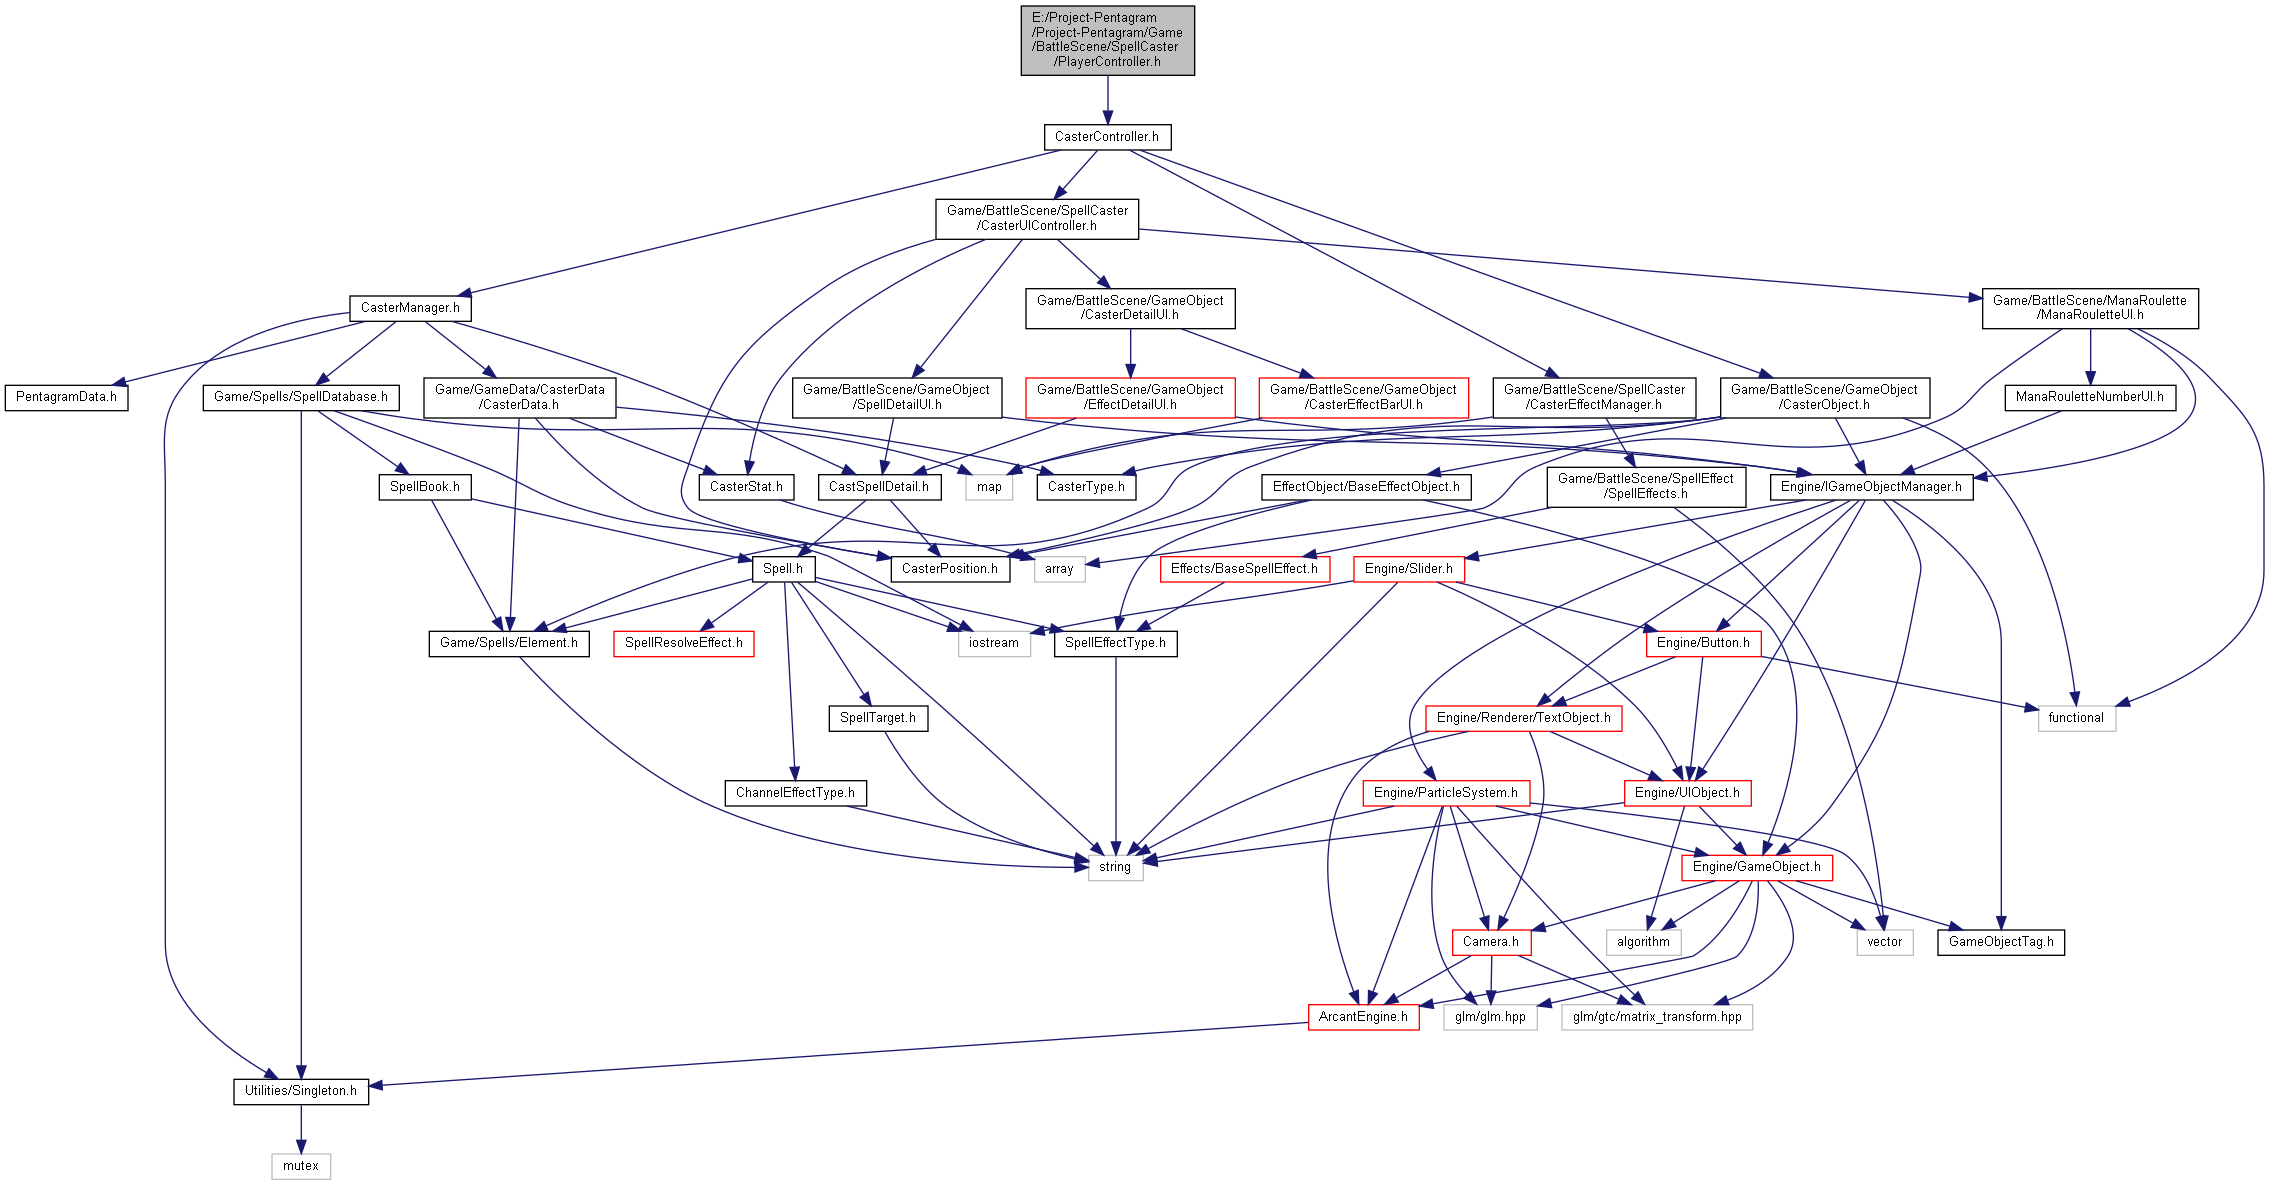 E:/Project-Pentagram
/Project-Pentagram/Game
/BattleScene/SpellCaster
/PlayerController.h
CasterController.h
Game/BattleScene/SpellCaster
/CasterUIController.h
CasterManager.h
Game/BattleScene/GameObject
/CasterDetailUI.h
Game/BattleScene/ManaRoulette
/ManaRouletteUI.h
PentagramData.h
Game/Spells/SpellDatabase.h
Game/GameData/CasterData
/CasterData.h
Game/BattleScene/GameObject
/SpellDetailUI.h
Game/BattleScene/GameObject
/EffectDetailUI.h
Game/BattleScene/GameObject
/CasterEffectBarUI.h
Game/BattleScene/SpellCaster
/CasterEffectManager.h
Game/BattleScene/GameObject
/CasterObject.h
ManaRouletteNumberUI.h
SpellBook.h
CasterStat.h
CastSpellDetail.h
map
CasterType.h
EffectObject/BaseEffectObject.h
Game/BattleScene/SpellEffect
/SpellEffects.h
Engine/IGameObjectManager.h
Spell.h
CasterPosition.h
array
Effects/BaseSpellEffect.h
Engine/Slider.h
Game/Spells/Element.h
SpellResolveEffect.h
iostream
SpellEffectType.h
Engine/Button.h
SpellTarget.h
Engine/Renderer/TextObject.h
functional
ChannelEffectType.h
Engine/ParticleSystem.h
Engine/UIObject.h
string
Engine/GameObject.h
Camera.h
algorithm
vector
GameObjectTag.h
ArcantEngine.h
glm/glm.hpp
glm/gtc/matrix_transform.hpp
Utilities/Singleton.h
mutex